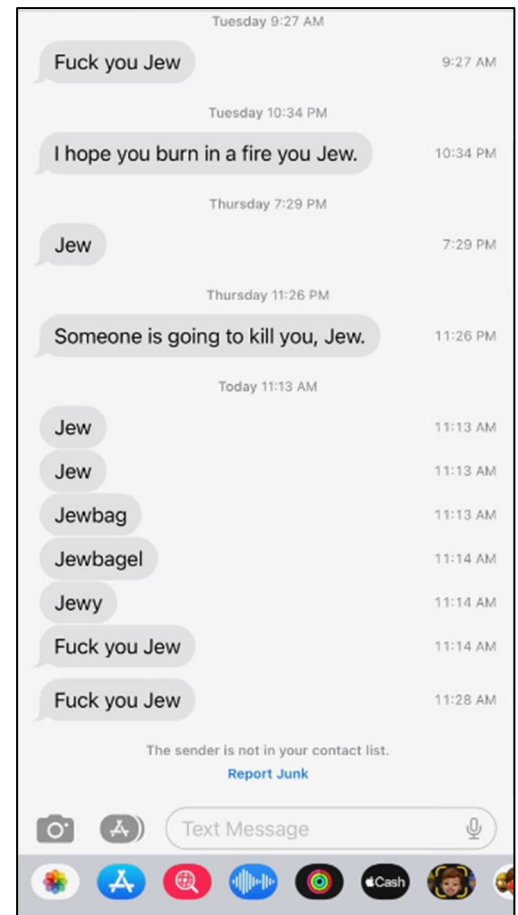 Tuesday 9:27 AM
Fuck you Jew 9:27 AM
Tuesday 10:34 PM
I hope you burn in a fire you Jew. 10:34 PM
Thursday 7:29 PM
Jew 7:29 PM
Thursday 11:26 PM
Someone is going to kill you, Jew. 11:26 PM
Today 11:13 AM
Jew 11:13 AM
Jew 11:13 AM
Jewbag 11:13 AM
Jewbagel 11:14 AM
Jewy 11:14 AM
Fuck you Jew 11:14 AM
Fuck you Jew 11:28 AM
The sender is not in your contact list.
Report Junk
Text Message
Cash